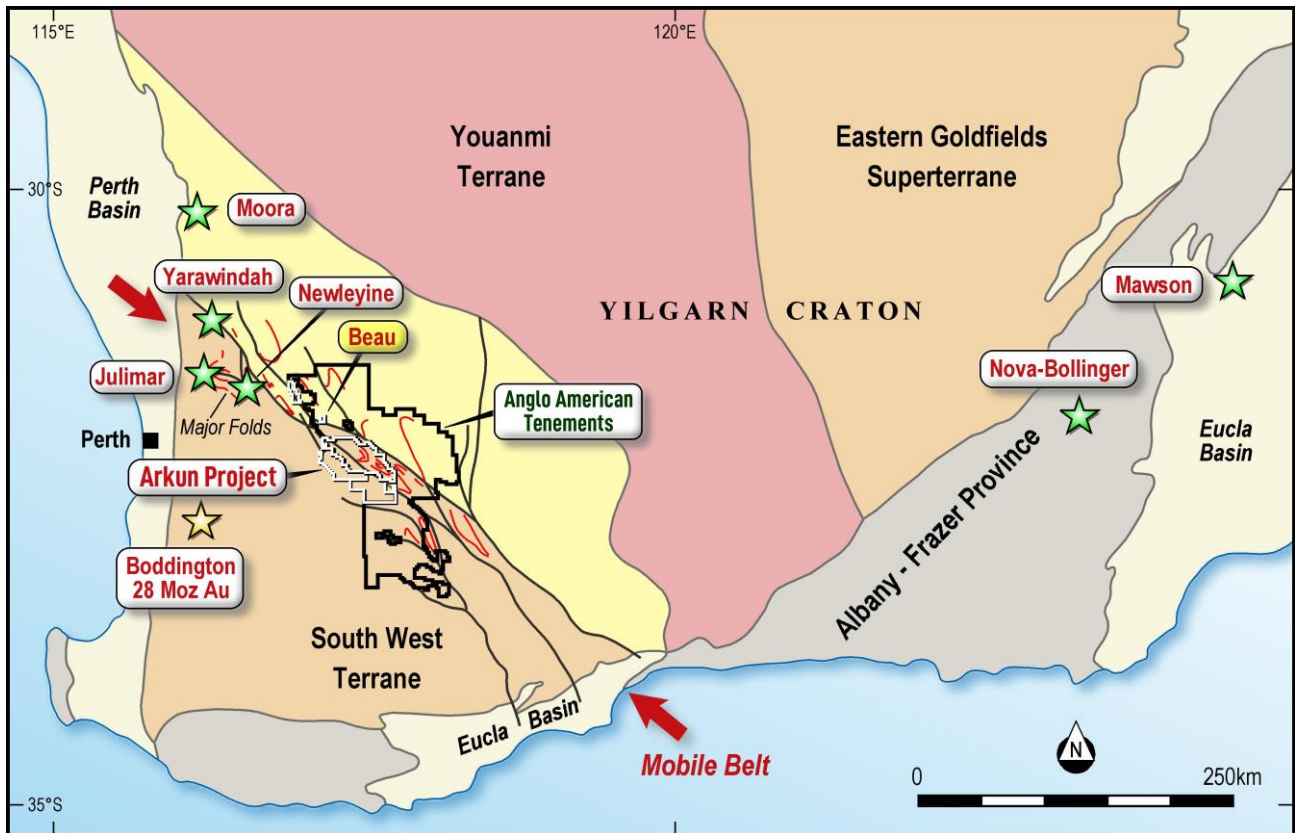 115°E
120°E
30°S
35°S
Perth
Basin
Youanmi
Terrane
Eastern Goldfields
Superterrane
Moora
Yarawindah
Newleyine
Beau
Julimar
Major Folds
Anglo American
Tenements
Perth
Arkun Project
Boddington
28 Moz Au
YILGARN CRATON
Mawson
Nova-Bollinger
Eucla
Basin
Albany - Frazer Province
South West
Terrane
Eucla Basin
Mobile Belt
N
0 250km